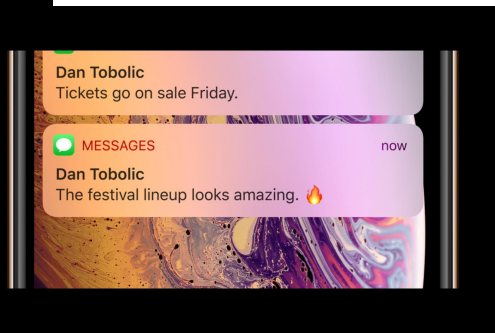 Dan Tobolic
Tickets go on sale Friday.
MESSAGES now
Dan Tobolic
The festival lineup looks amazing. 🔥